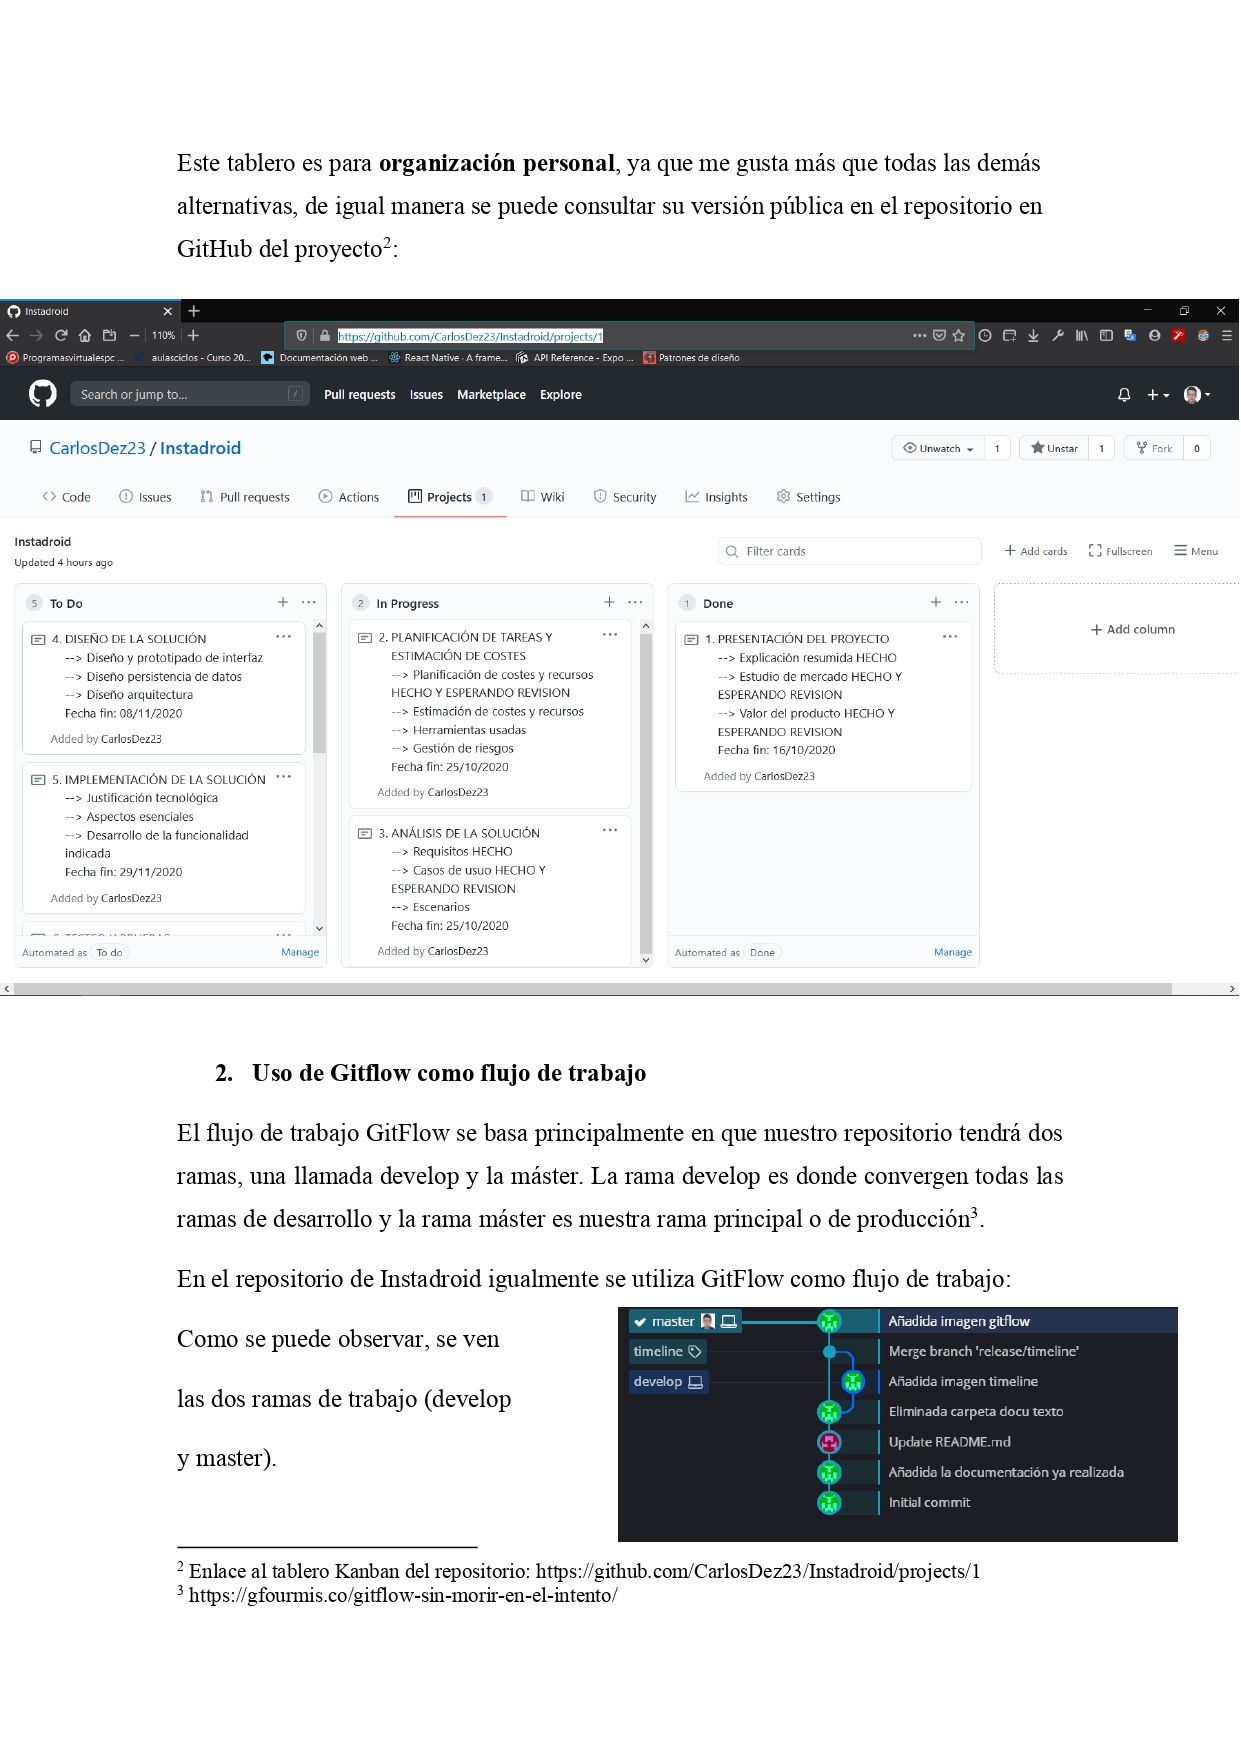 Este tablero es para organización personal, ya que me gusta más que todas las demás
alternativas, de igual manera se puede consultar su versión pública en el repositorio en
GitHub del proyecto2:
Instadroid
110%
https://github.com/CarlosDez23/Instadroid/projects/1
Programasvirtualespc ...
aulasciclos - Curso 20...
Documentación web ...
React Native · A frame...
API Reference - Expo ...
Patrones de diseño
Search or jump to... /
Pull requests Issues Marketplace Explore
CarlosDez23 / Instadroid
Unwatch 1 Unstar 1 Fork 0
Code Issues Pull requests Actions Projects 1 Wiki Security Insights Settings
Instadroid
Updated 4 hours ago
Filter cards
Add cards Fullscreen Menu
5 To Do
4. DISEÑO DE LA SOLUCIÓN
--> Diseño y prototipado de interfaz
--> Diseño persistencia de datos
--> Diseño arquitectura
Fecha fin: 08/11/2020
Added by CarlosDez23
5. IMPLEMENTACIÓN DE LA SOLUCIÓN
--> Justificación tecnológica
--> Aspectos esenciales
--> Desarrollo de la funcionalidad
indicada
Fecha fin: 29/11/2020
Added by CarlosDez23
Automated as To do Manage
2 In Progress
2. PLANIFICACIÓN DE TAREAS Y
ESTIMACIÓN DE COSTES
--> Planificación de costes y recursos
HECHO Y ESPERANDO REVISION
--> Estimación de costes y recursos
--> Herramientas usadas
--> Gestión de riesgos
Fecha fin: 25/10/2020
Added by CarlosDez23
3. ANÁLISIS DE LA SOLUCIÓN
--> Requisitos HECHO
--> Casos de usuo HECHO Y
ESPERANDO REVISION
--> Escenarios
Fecha fin: 25/10/2020
Added by CarlosDez23
1 Done
1. PRESENTACIÓN DEL PROYECTO
--> Explicación resumida HECHO
--> Estudio de mercado HECHO Y
ESPERANDO REVISION
--> Valor del producto HECHO Y
ESPERANDO REVISION
Fecha fin: 16/10/2020
Added by CarlosDez23
Automated as Done Manage
Add column
2. Uso de Gitflow como flujo de trabajo
El flujo de trabajo GitFlow se basa principalmente en que nuestro repositorio tendrá dos
ramas, una llamada develop y la máster. La rama develop es donde convergen todas las
ramas de desarrollo y la rama máster es nuestra rama principal o de producción3.
En el repositorio de Instadroid igualmente se utiliza GitFlow como flujo de trabajo:
Como se puede observar, se ven
las dos ramas de trabajo (develop
y master).
master Añadida imagen gitflow
timeline Merge branch 'release/timeline'
develop Añadida imagen timeline
Eliminada carpeta docu texto
Update README.md
Añadida la documentación ya realizada
Initial commit
2 Enlace al tablero Kanban del repositorio: https://github.com/CarlosDez23/Instadroid/projects/1
3 https://gfourmis.co/gitflow-sin-morir-en-el-intento/